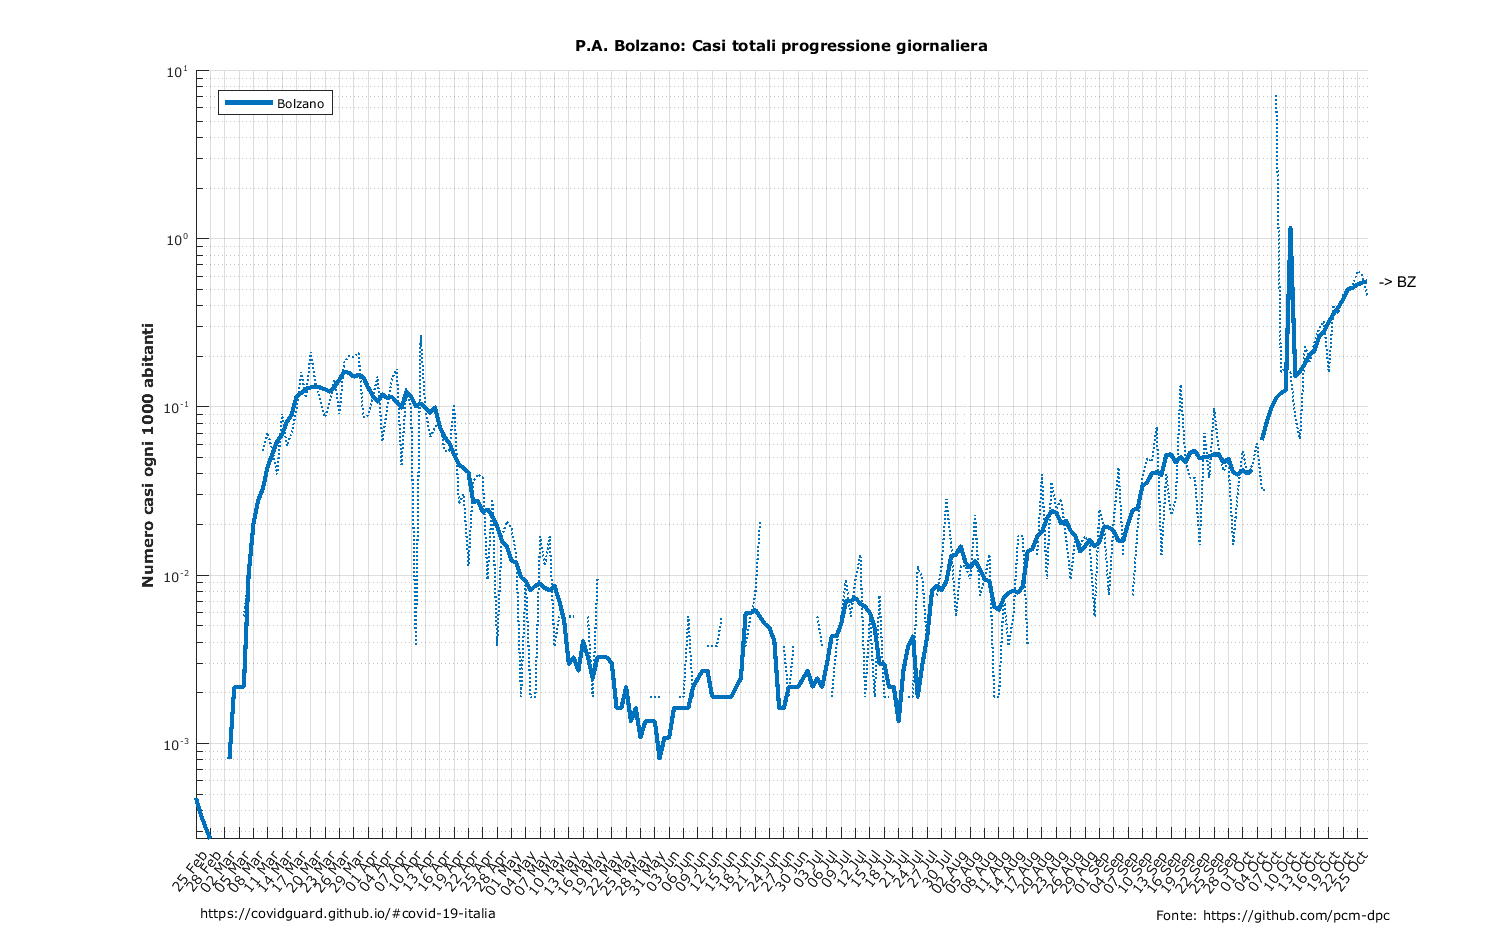 P.A. Bolzano: Casi totali progressione giornaliera
Bolzano
10¹
10⁰
10⁻¹
10⁻²
10⁻³
Numero casi ogni 1000 abitanti
-> BZ
25 Feb
28 Feb
02 Mar
05 Mar
08 Mar
11 Mar
14 Mar
17 Mar
20 Mar
23 Mar
26 Mar
29 Mar
01 Apr
04 Apr
07 Apr
10 Apr
13 Apr
16 Apr
19 Apr
22 Apr
25 Apr
28 Apr
01 May
04 May
07 May
10 May
13 May
16 May
19 May
22 May
25 May
28 May
31 May
03 Jun
06 Jun
09 Jun
12 Jun
15 Jun
18 Jun
21 Jun
24 Jun
27 Jun
30 Jun
03 Jul
06 Jul
09 Jul
12 Jul
15 Jul
18 Jul
21 Jul
24 Jul
27 Jul
30 Jul
02 Aug
05 Aug
08 Aug
11 Aug
14 Aug
17 Aug
20 Aug
23 Aug
26 Aug
29 Aug
01 Sep
04 Sep
07 Sep
10 Sep
13 Sep
16 Sep
19 Sep
22 Sep
25 Sep
28 Sep
01 Oct
04 Oct
07 Oct
10 Oct
13 Oct
16 Oct
19 Oct
22 Oct
25 Oct
https://covidguard.github.io/#covid-19-italia
Fonte: https://github.com/pcm-dpc